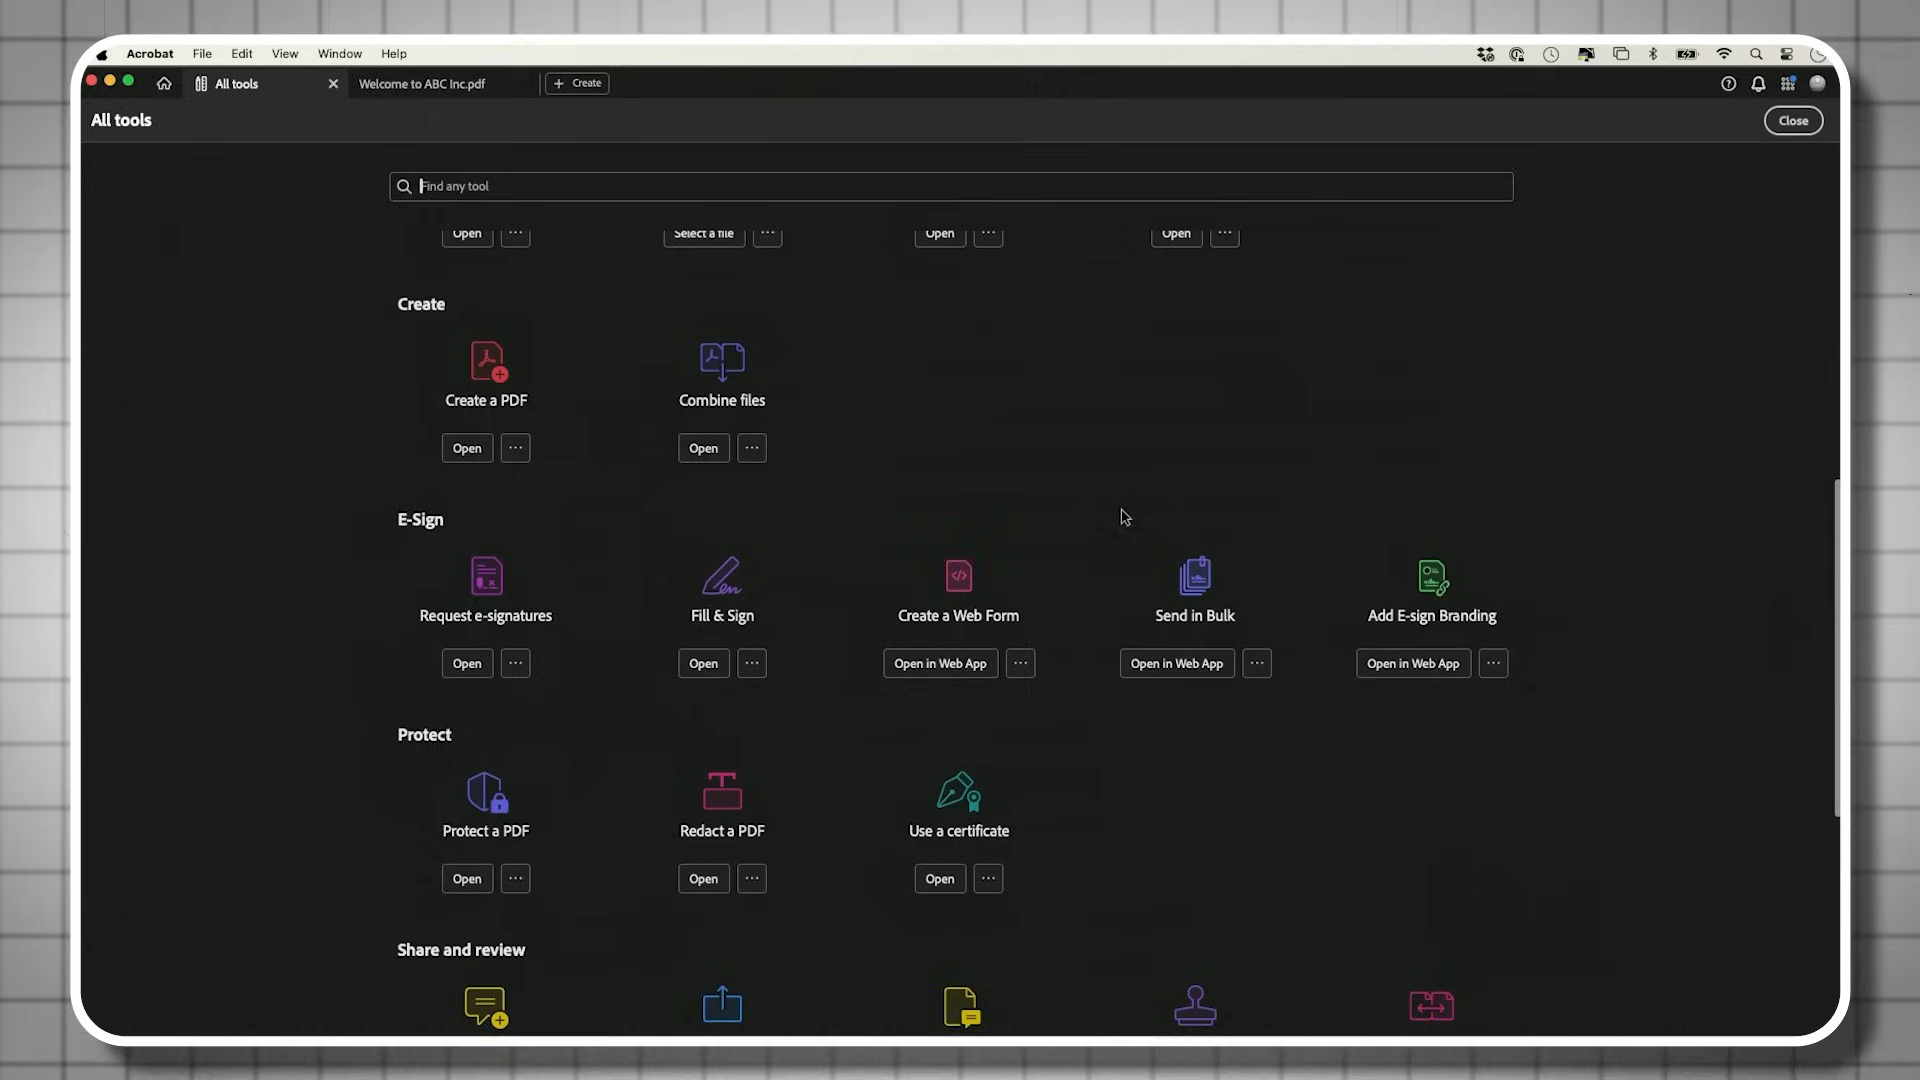 Acrobat File Edit View Window Help
All tools Welcome to ABC Inc.pdf Create
All tools Close
Find any tool
Open Select a file Open Open
Create
Create a PDF Combine files
Open Open
E-Sign
Request e-signatures Fill & Sign Create a Web Form Send in Bulk Add E-sign Branding
Open Open Open in Web App Open in Web App Open in Web App
Protect
Protect a PDF Redact a PDF Use a certificate
Open Open Open
Share and review